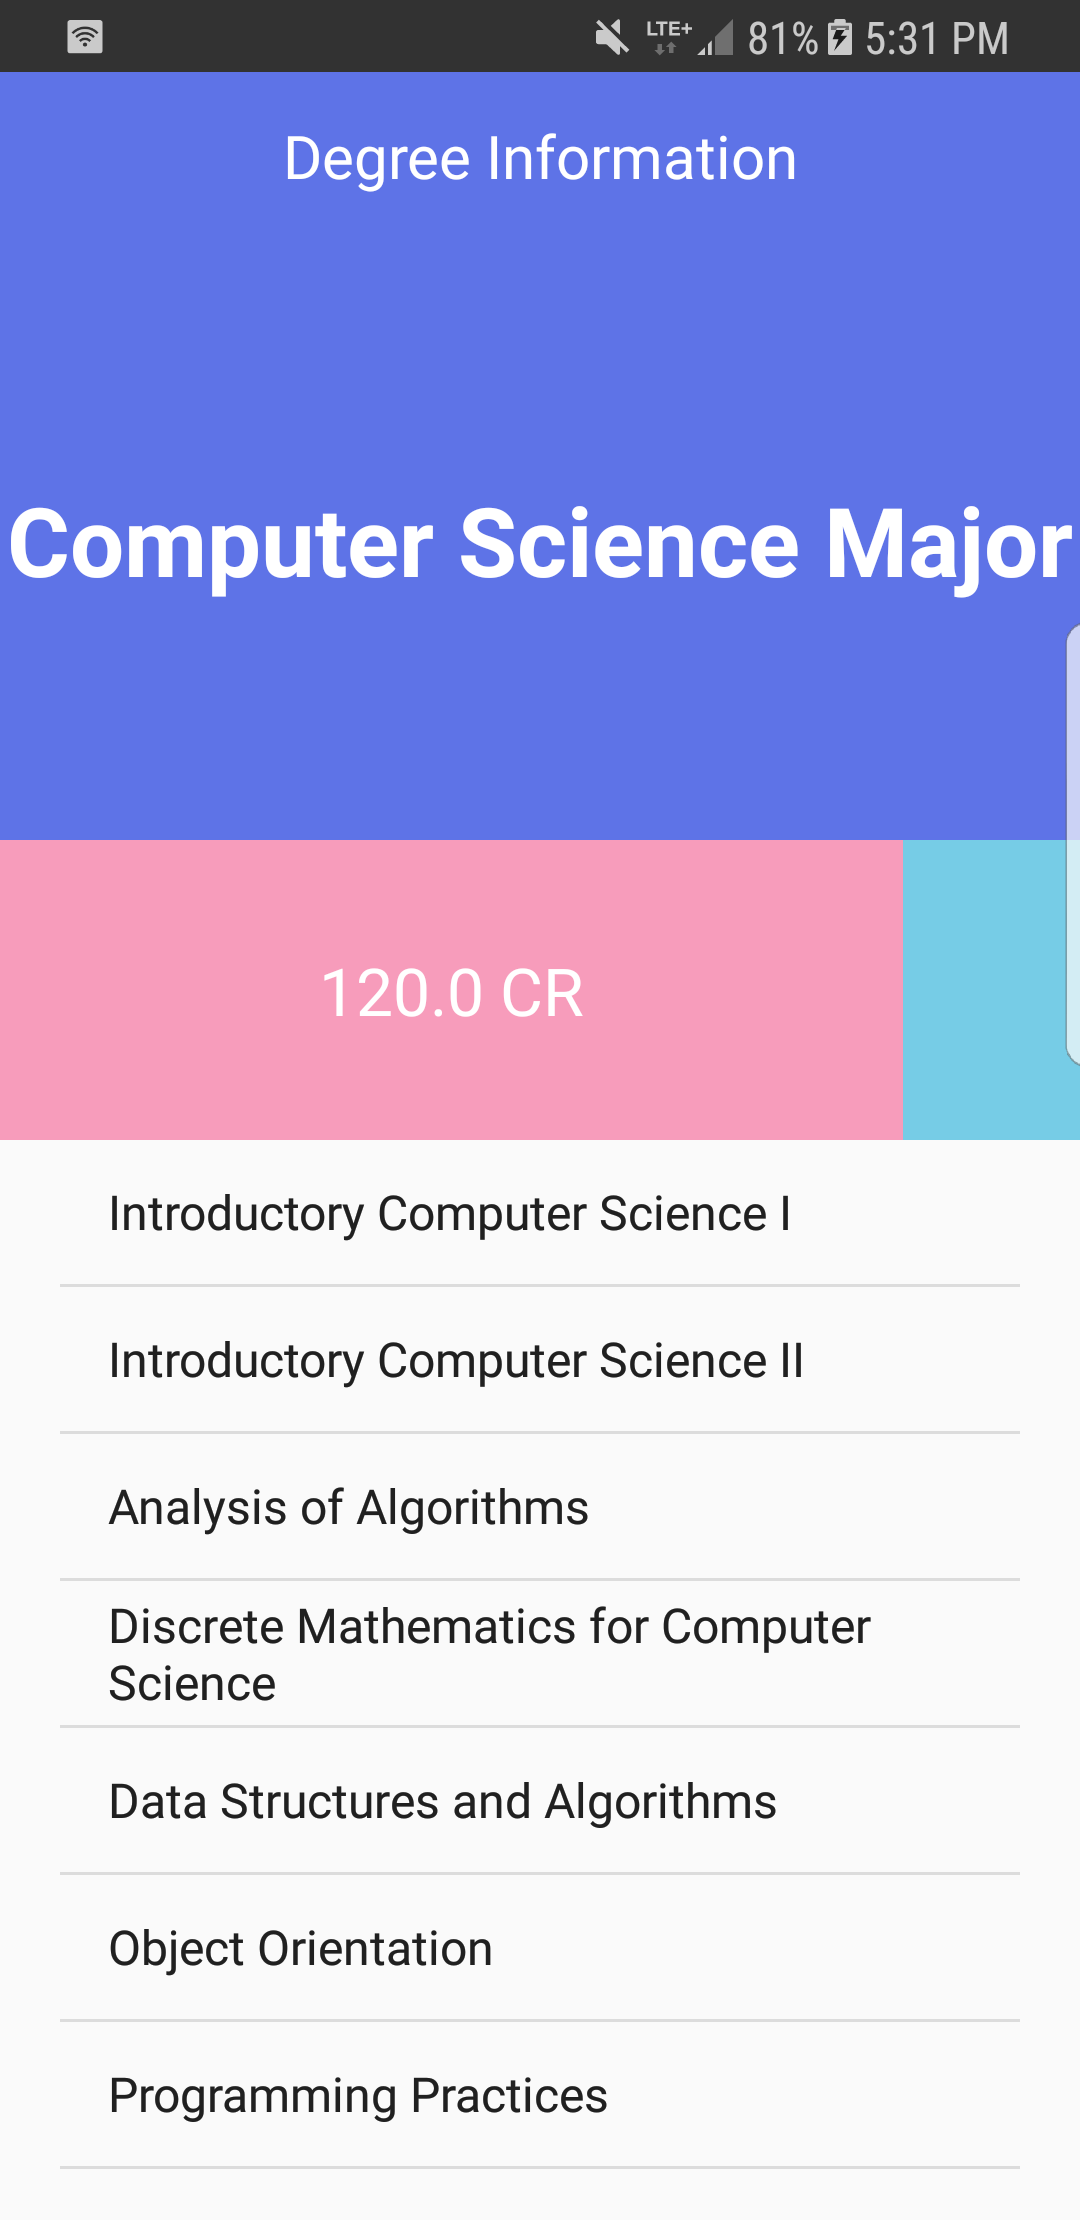 LTE+ 81% 5:31 PM
Degree Information
Computer Science Major
120.0 CR
Introductory Computer Science I
Introductory Computer Science II
Analysis of Algorithms
Discrete Mathematics for Computer
Science
Data Structures and Algorithms
Object Orientation
Programming Practices